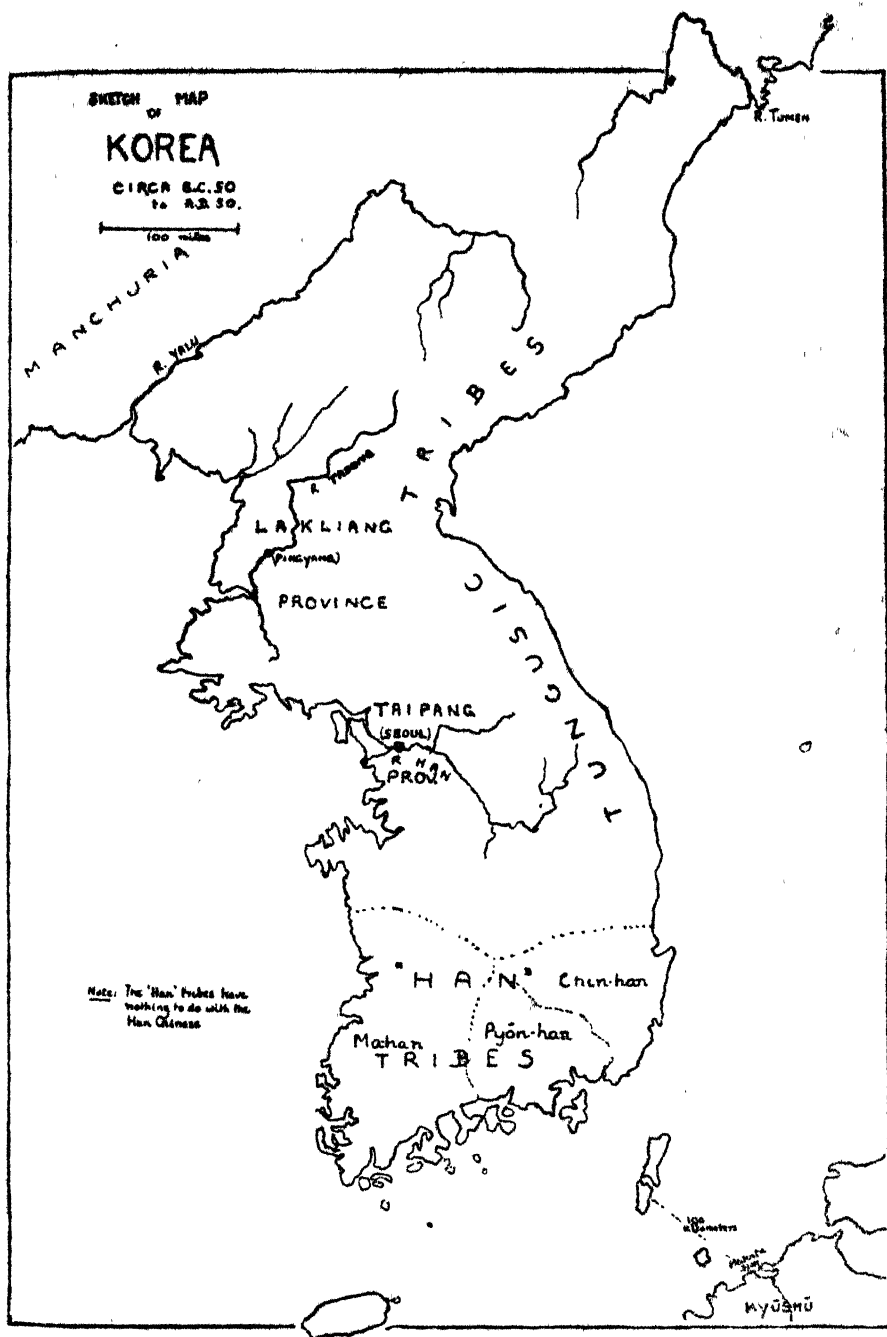 SKETCH MAP
OF
KOREA
CIRCA B.C. 50
to A.D. 50.
100 miles
MANCHURIA
R. YALU
R. TUMEN
TUNGUSIC TRIBES
LAKLIANG
(PINGYANG)
PROVINCE
TAIPANG
(SEOUL)
R HAN
PROV.
"HAN"
Chin-han
Note: The 'Han' tribes have
nothing to do with the
Han Chinese
Pyŏn-han
Mahan
TRIBES
100
Kilometers
KYŪSHŪ